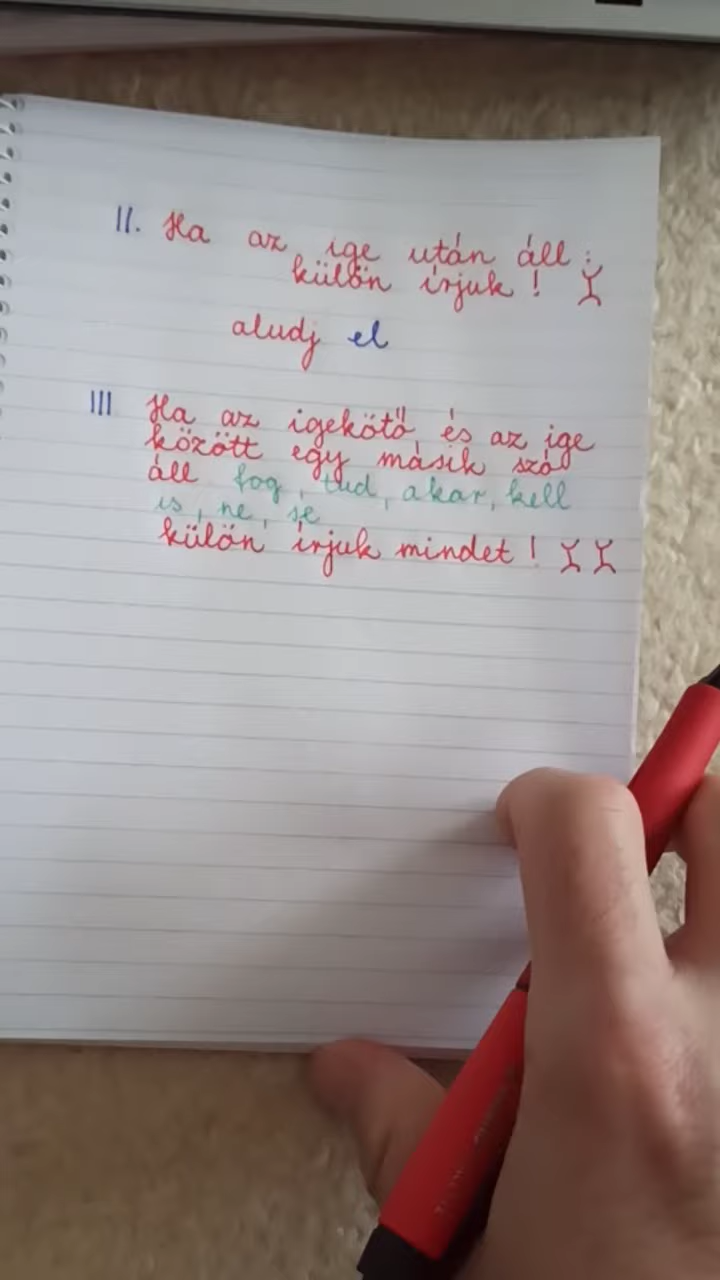 II. Ha az ige után áll:
külön írjuk!
aludj el
III Ha az igekötő és az ige
között egy másik szó
áll fog, tud, akar, kell
is, ne, se
külön írjuk mindet!